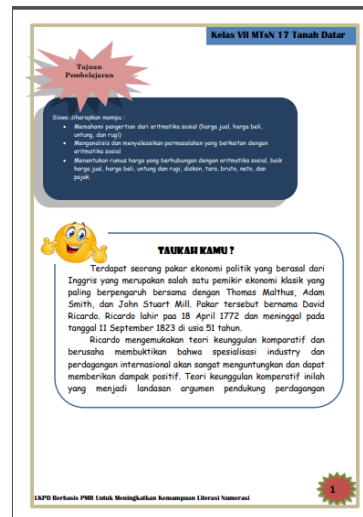 Kelas VII MTsN 17 Tanah Datar
Tujuan
Pembelajaran
Siswa diharapkan mampu :
• Memahami pengertian dari aritmatika sosial (harga jual, harga beli,
untung, dan rugi)
• Menganalisis dan menyelesaikan permasalahan yang berkaitan dengan
aritmatika sosial
• Menentukan rumus harga yang berhubungan dengan aritmatika sosial, baik
harga jual, harga beli, untung dan rugi, diskon, tara, bruto, neto, dan
pajak.
TAUKAH KAMU ?
Terdapat seorang pakar ekonomi politik yang berasal dari
Inggris yang merupakan salah satu pemikir ekonomi klasik yang
paling berpengaruh bersama dengan Thomas Malthus, Adam
Smith, dan John Stuart Mill. Pakar tersebut bernama David
Ricardo. Ricardo lahir paa 18 April 1772 dan meninggal pada
tanggal 11 September 1823 di usia 51 tahun.
Ricardo mengemukakan teori keunggulan komparatif dan
berusaha membuktikan bahwa spesialisasi industry dan
perdagangan internasional akan sangat menguntungkan dan dapat
memberikan dampak positif. Teori keunggulan komperatif inilah
yang menjadi landasan argumen pendukung perdagangan
LKPD Berbasis PMR Untuk Meningkatkan Kemampuan Literasi Numerasi
1